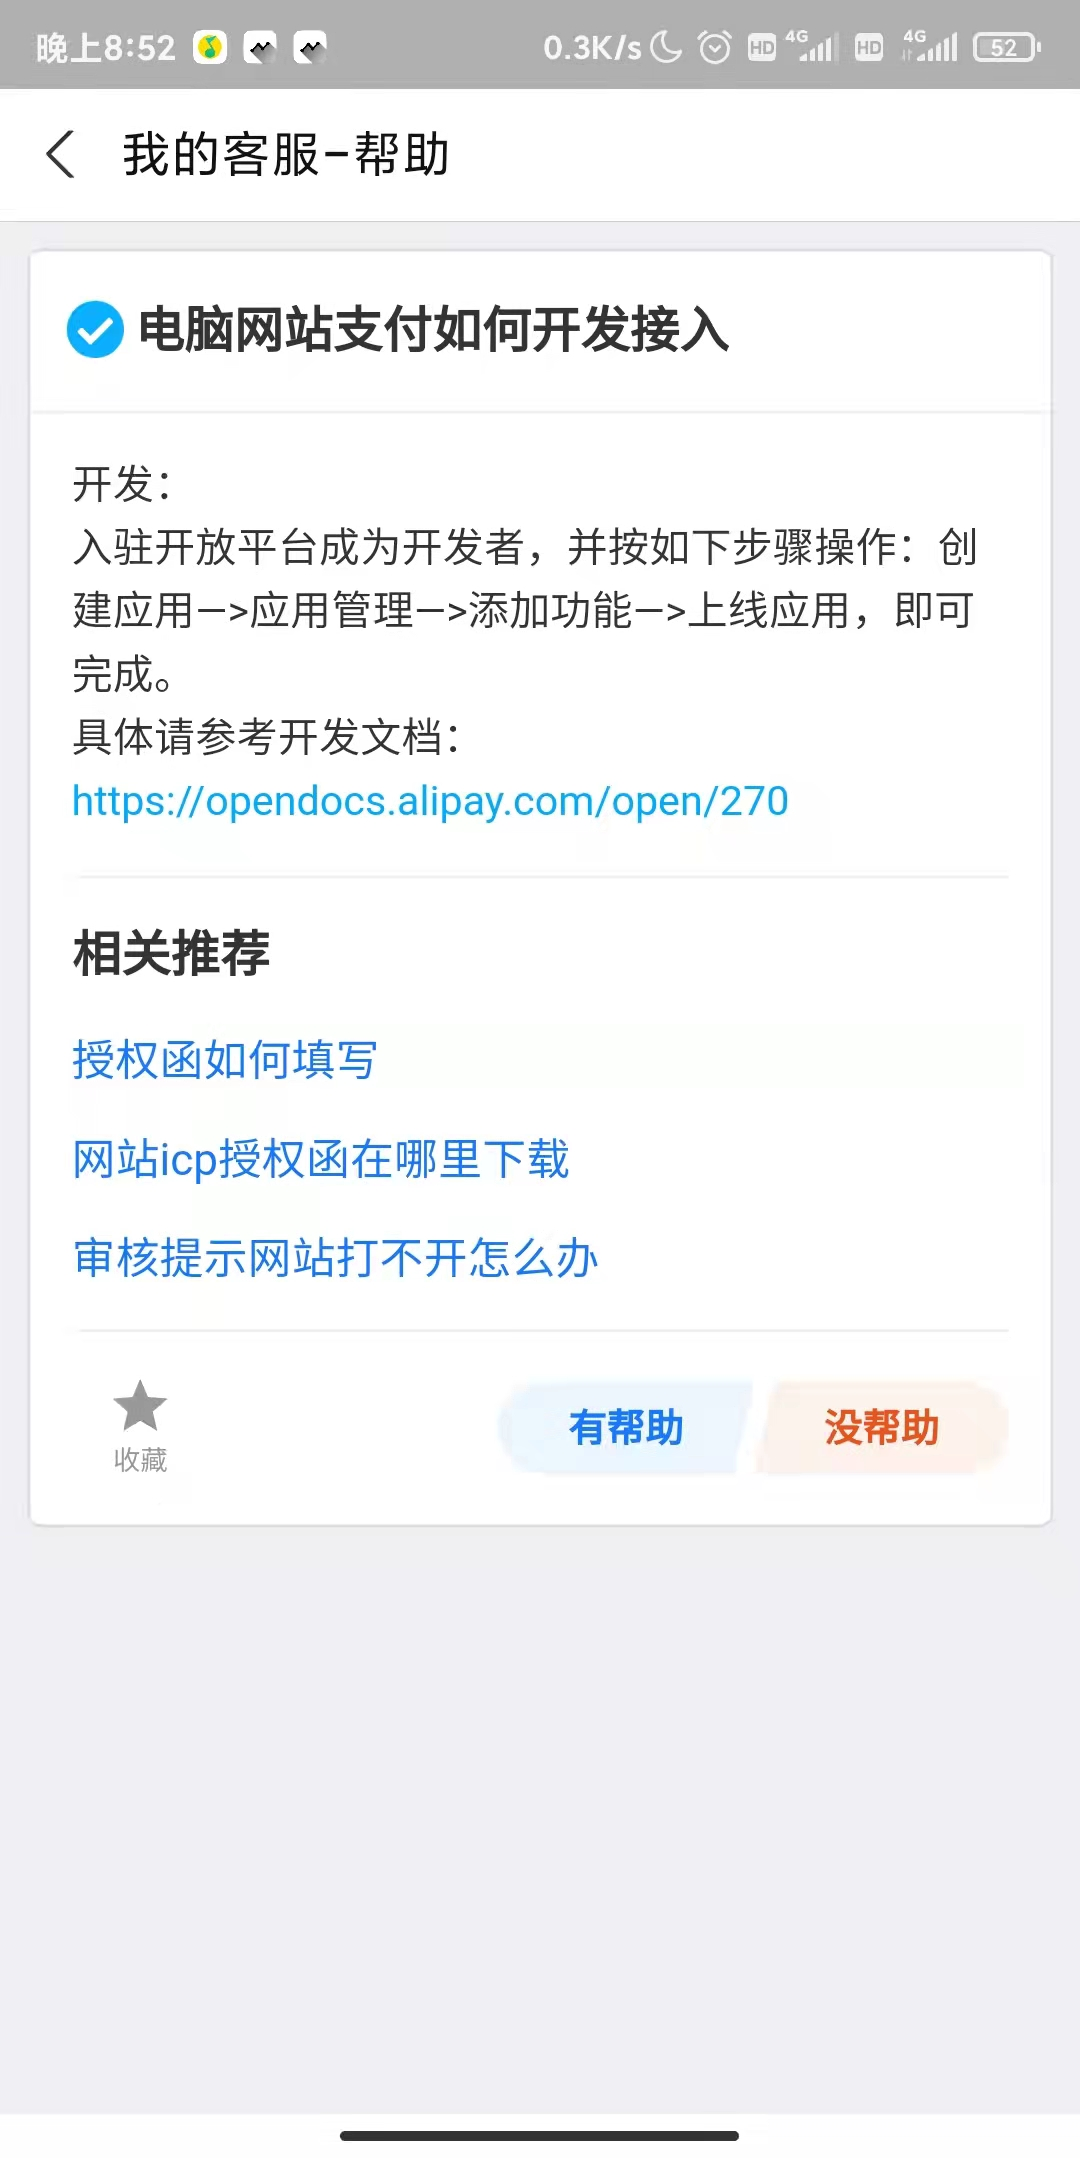 晚上8:52 0.3K/s HD 4G HD 4G 52
我的客服-帮助
电脑网站支付如何开发接入
开发：
入驻开放平台成为开发者，并按如下步骤操作：创
建应用—>应用管理—>添加功能—>上线应用，即可
完成。
具体请参考开发文档：
https://opendocs.alipay.com/open/270
相关推荐
授权函如何填写
网站icp授权函在哪里下载
审核提示网站打不开怎么办
有帮助 没帮助
收藏